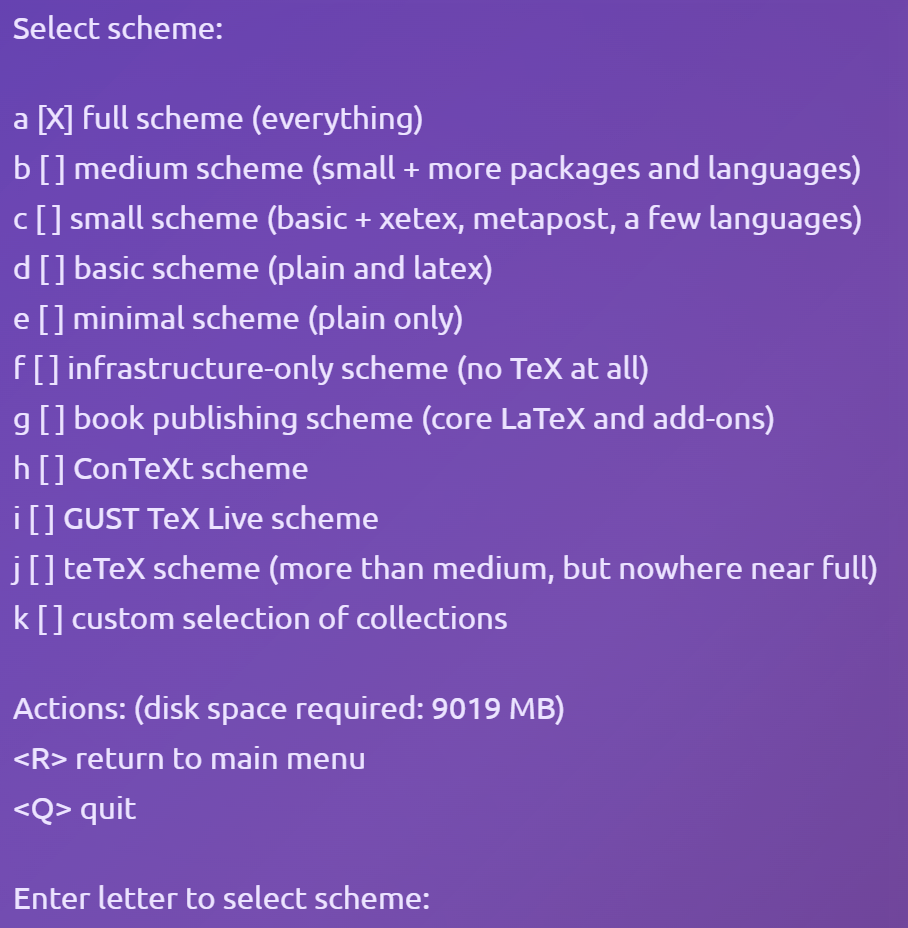 Select scheme:
a [X] full scheme (everything)
b [ ] medium scheme (small + more packages and languages)
c [ ] small scheme (basic + xetex, metapost, a few languages)
d [ ] basic scheme (plain and latex)
e [ ] minimal scheme (plain only)
f [ ] infrastructure-only scheme (no TeX at all)
g [ ] book publishing scheme (core LaTeX and add-ons)
h [ ] ConTeXt scheme
i [ ] GUST TeX Live scheme
j [ ] teTeX scheme (more than medium, but nowhere near full)
k [ ] custom selection of collections
Actions: (disk space required: 9019 MB)
<R> return to main menu
<Q> quit
Enter letter to select scheme: